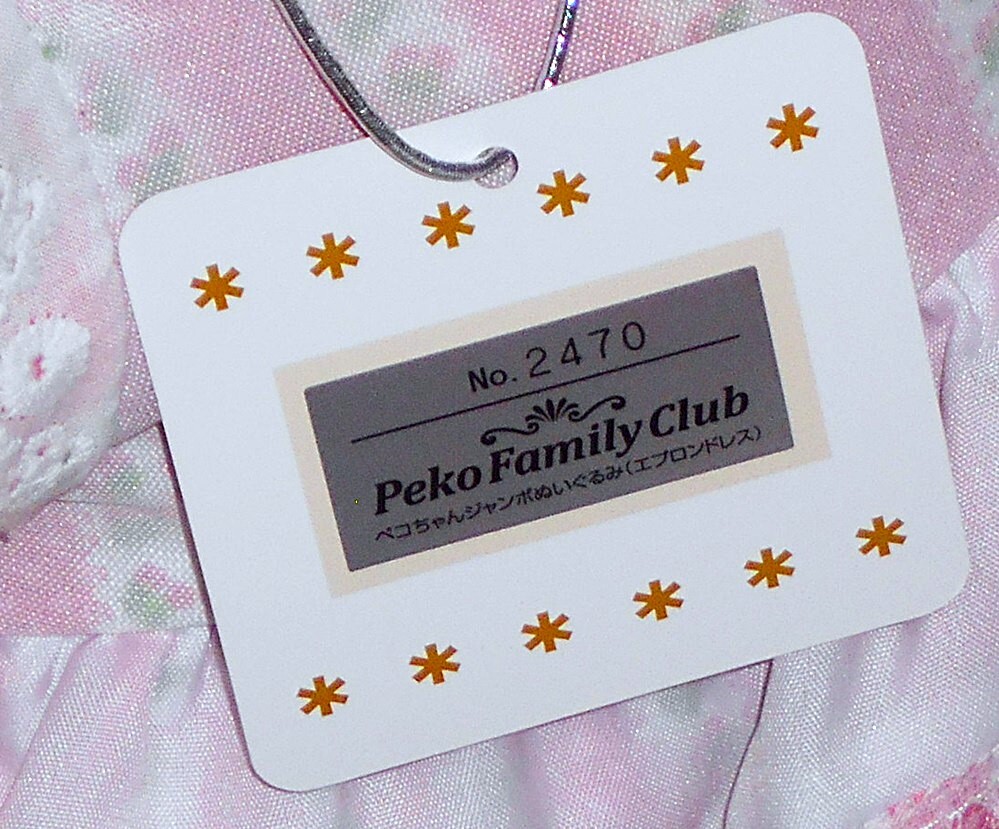 No. 2470
Peko Family Club
ペコちゃんジャンボぬいぐるみ(エプロンドレス)